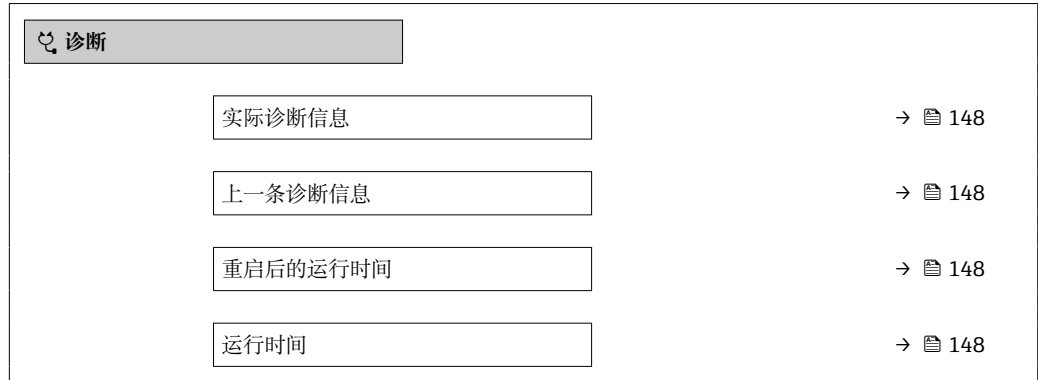 诊断
实际诊断信息 → 148
上一条诊断信息 → 148
重启后的运行时间 → 148
运行时间 → 148